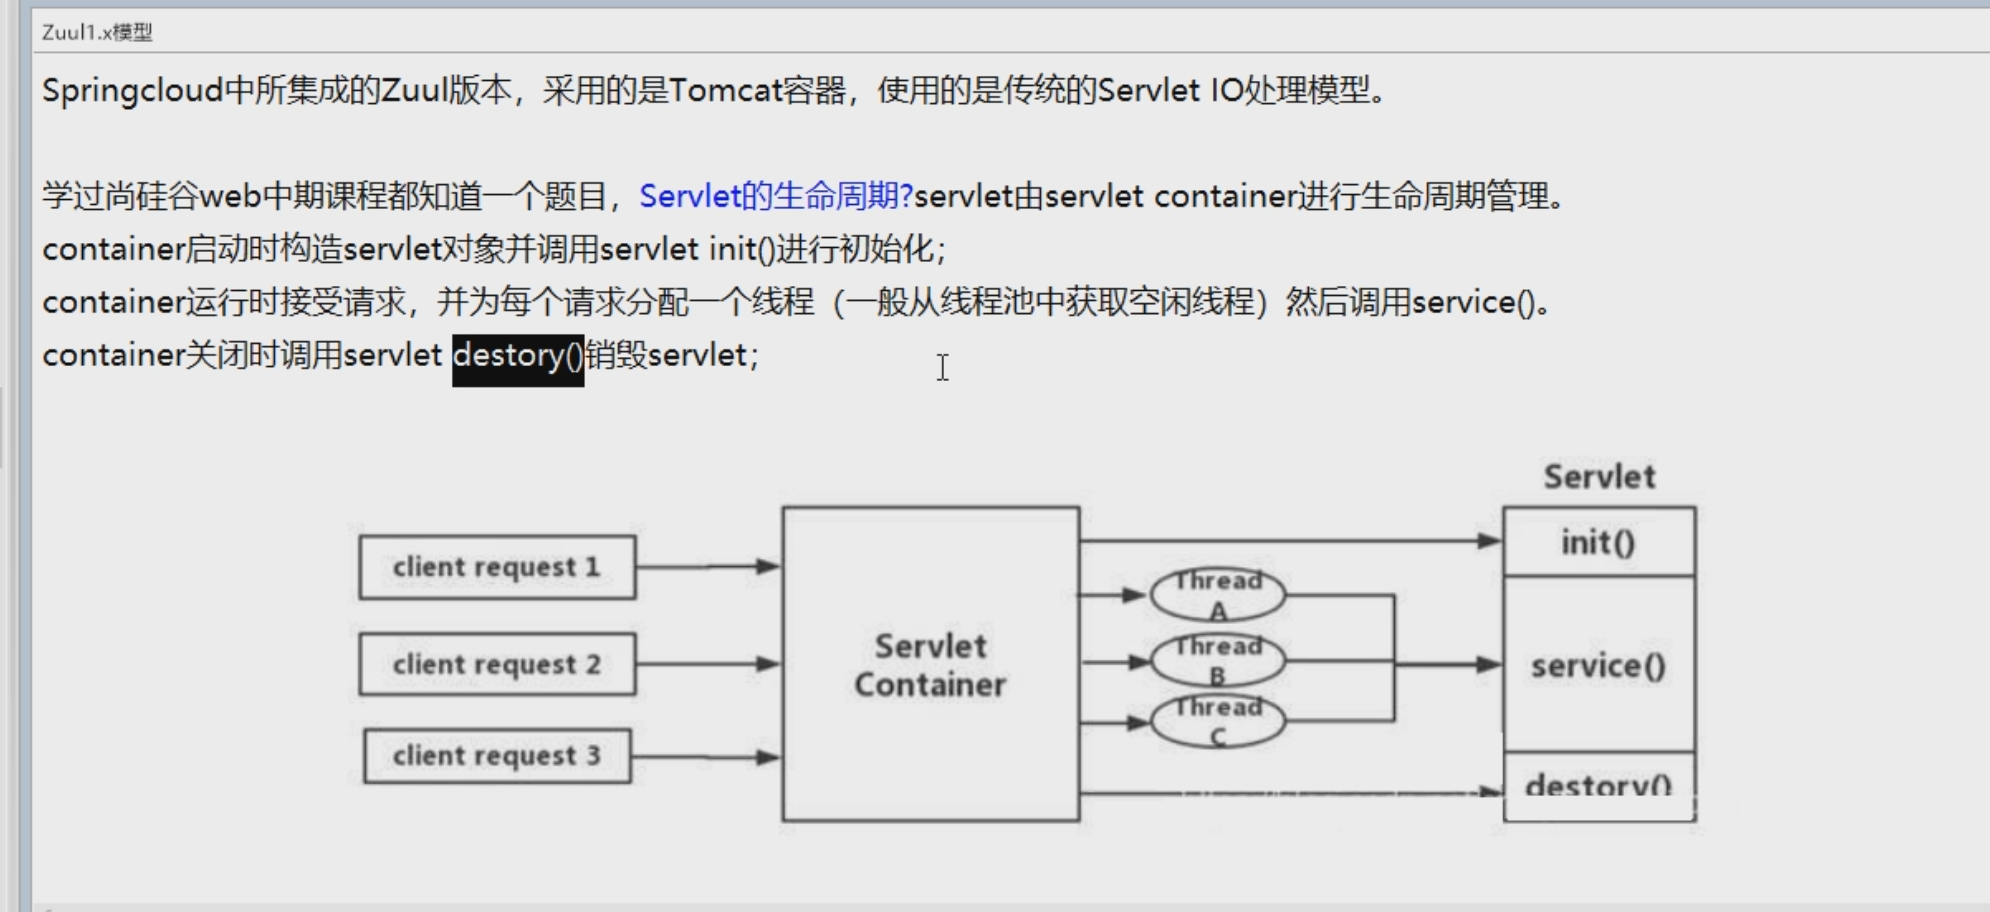 Zuul1.x模型
Springcloud中所集成的Zuul版本，采用的是Tomcat容器，使用的是传统的Servlet IO处理模型。
学过尚硅谷web中期课程都知道一个题目，Servlet的生命周期?servlet由servlet container进行生命周期管理。
container启动时构造servlet对象并调用servlet init()进行初始化；
container运行时接受请求，并为每个请求分配一个线程（一般从线程池中获取空闲线程）然后调用service()。
container关闭时调用servlet destory()销毁servlet；
client request 1
client request 2
client request 3
Servlet
Container
Thread
A
Thread
B
Thread
C
Servlet
init()
service()
destory()